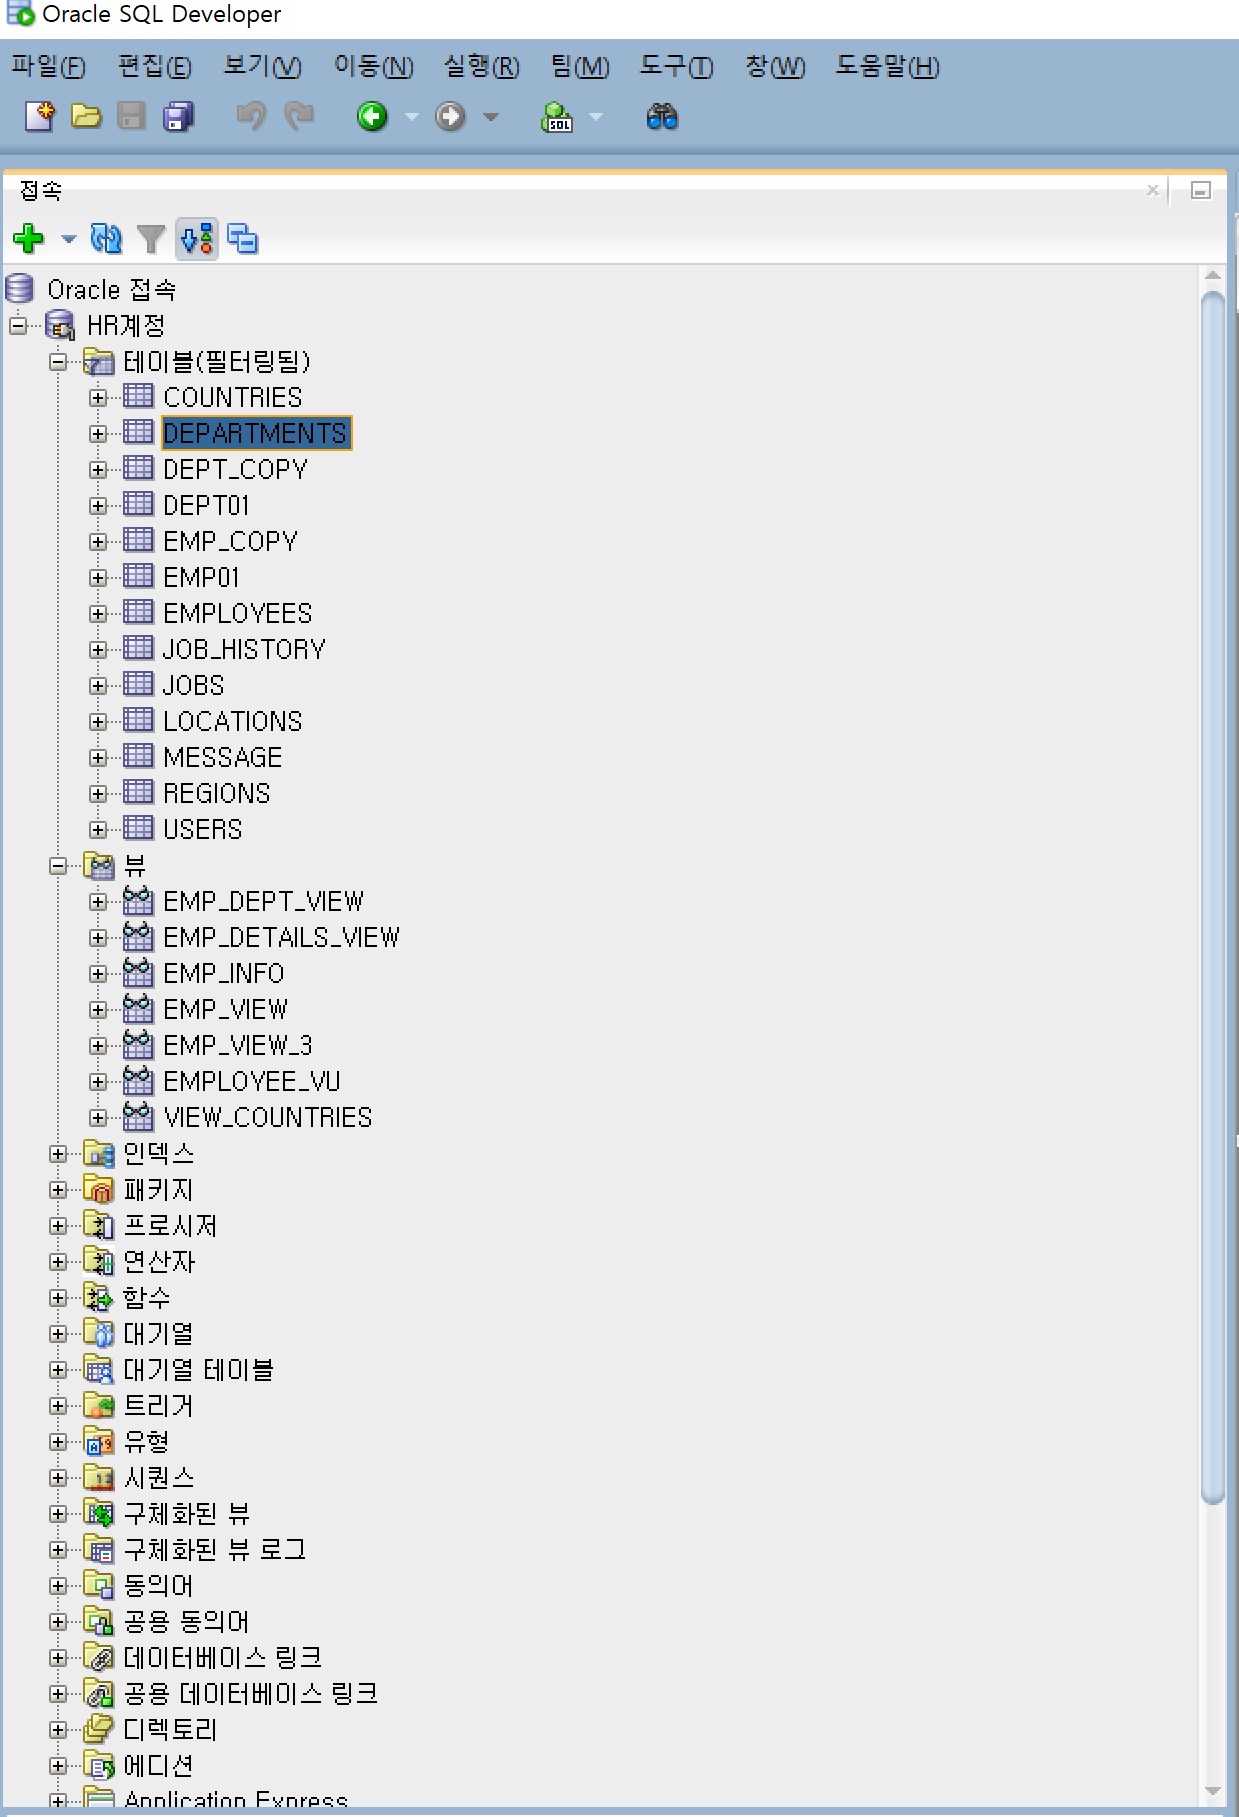 Oracle SQL Developer
파일(F) 편집(E) 보기(V) 이동(N) 실행(R) 팀(M) 도구(T) 창(W) 도움말(H)
SQL
접속
Oracle 접속
HR계정
테이블(필터링됨)
COUNTRIES
DEPARTMENTS
DEPT_COPY
DEPT01
EMP_COPY
EMP01
EMPLOYEES
JOB_HISTORY
JOBS
LOCATIONS
MESSAGE
REGIONS
USERS
뷰
EMP_DEPT_VIEW
EMP_DETAILS_VIEW
EMP_INFO
EMP_VIEW
EMP_VIEW_3
EMPLOYEE_VU
VIEW_COUNTRIES
인덱스
패키지
프로시저
연산자
함수
대기열
대기열 테이블
트리거
유형
시퀀스
구체화된 뷰
구체화된 뷰 로그
동의어
공용 동의어
데이터베이스 링크
공용 데이터베이스 링크
디렉토리
에디션
Application Express